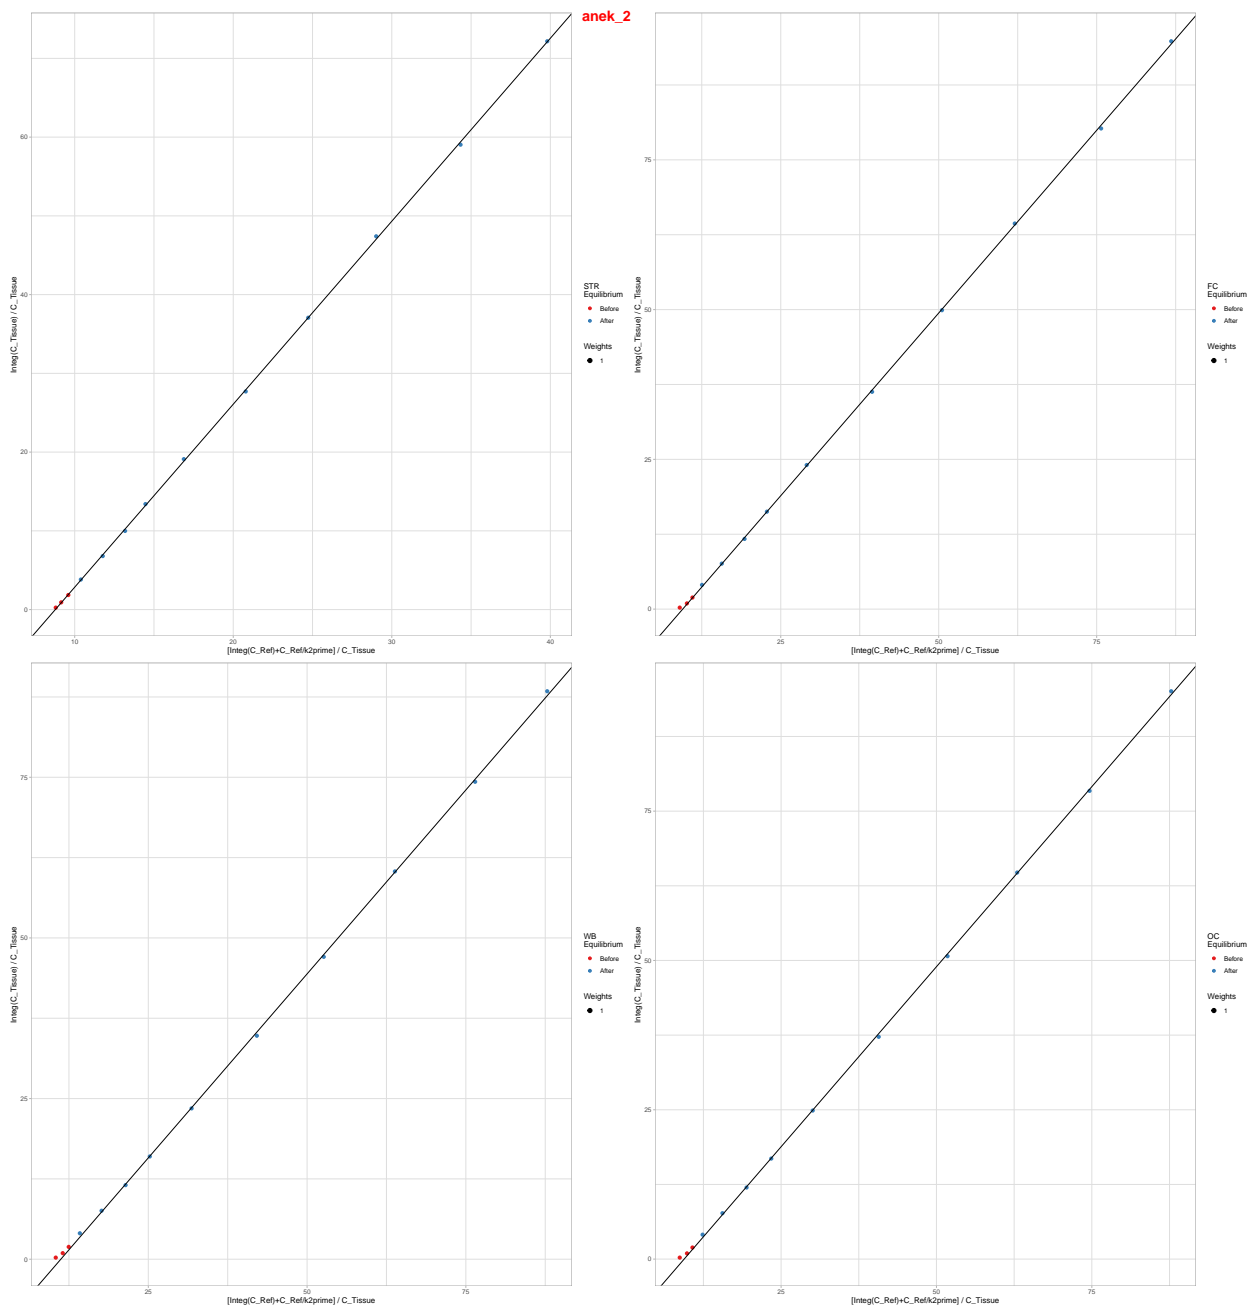 anek_2
Integ(C_Tissue) / C_Tissue
60
40
20
0
10
20
30
40
[Integ(C_Ref)+C_Ref/k2prime] / C_Tissue
STR
Equilibrium
Before
After
Weights
1
Integ(C_Tissue) / C_Tissue
75
50
25
0
25
50
75
[Integ(C_Ref)+C_Ref/k2prime] / C_Tissue
FC
Equilibrium
Before
After
Weights
1
Integ(C_Tissue) / C_Tissue
75
50
25
0
25
50
75
[Integ(C_Ref)+C_Ref/k2prime] / C_Tissue
WB
Equilibrium
Before
After
Weights
1
Integ(C_Tissue) / C_Tissue
75
50
25
0
25
50
75
[Integ(C_Ref)+C_Ref/k2prime] / C_Tissue
OC
Equilibrium
Before
After
Weights
1